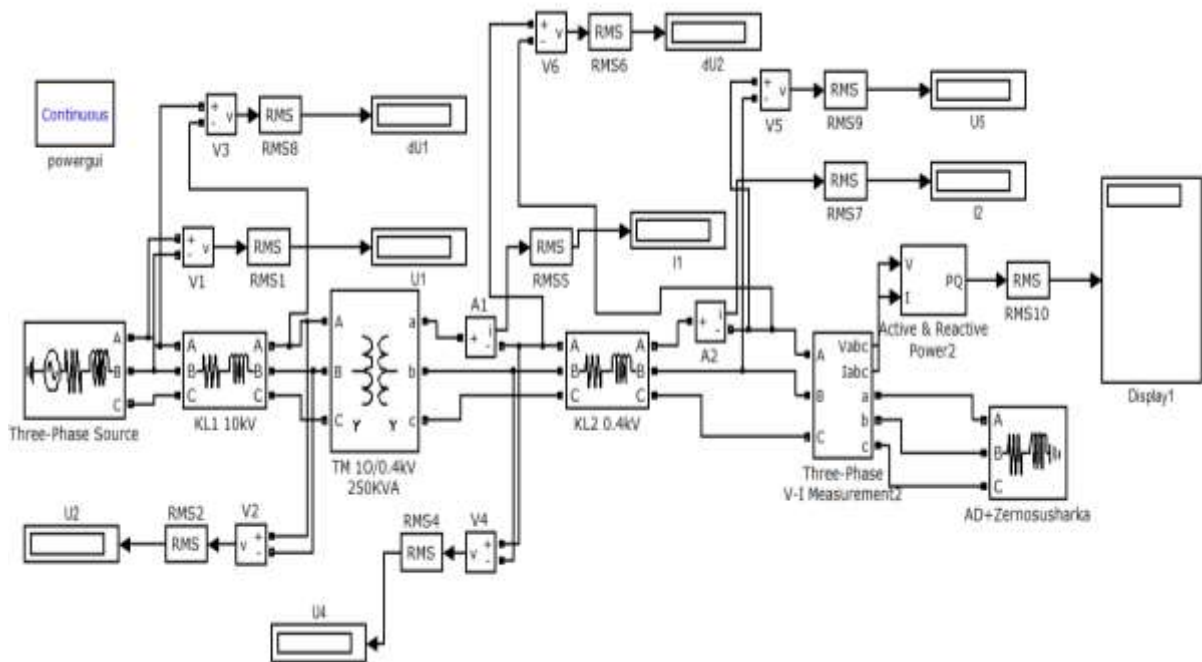 Continuous
powergui
+
-
v
V3
RMS
RMS8
dU1
+
-
v
V6
RMS
RMS6
dU2
+
-
v
V5
RMS
RMS9
U5
RMS
RMS7
I2
+
-
v
V1
RMS
RMS1
U1
RMS
RMS5
I1
V
I
PQ
Active & Reactive
Power2
RMS
RMS10
Display1
A
B
C
Three-Phase Source
A
B
C
A
B
C
KL1 10kV
A
B
C
a
b
c
Y
Y
TM 10/0.4kV
250KVA
A1
+
i
-
A
B
C
A
B
C
KL2 0.4kV
+
i
-
A2
A
B
C
Vabc
Iabc
a
b
c
Three-Phase
V-I Measurement2
A
B
C
AD+Zernosusharka
U2
RMS2
RMS
V2
v
+
-
RMS4
RMS
V4
v
+
-
U4